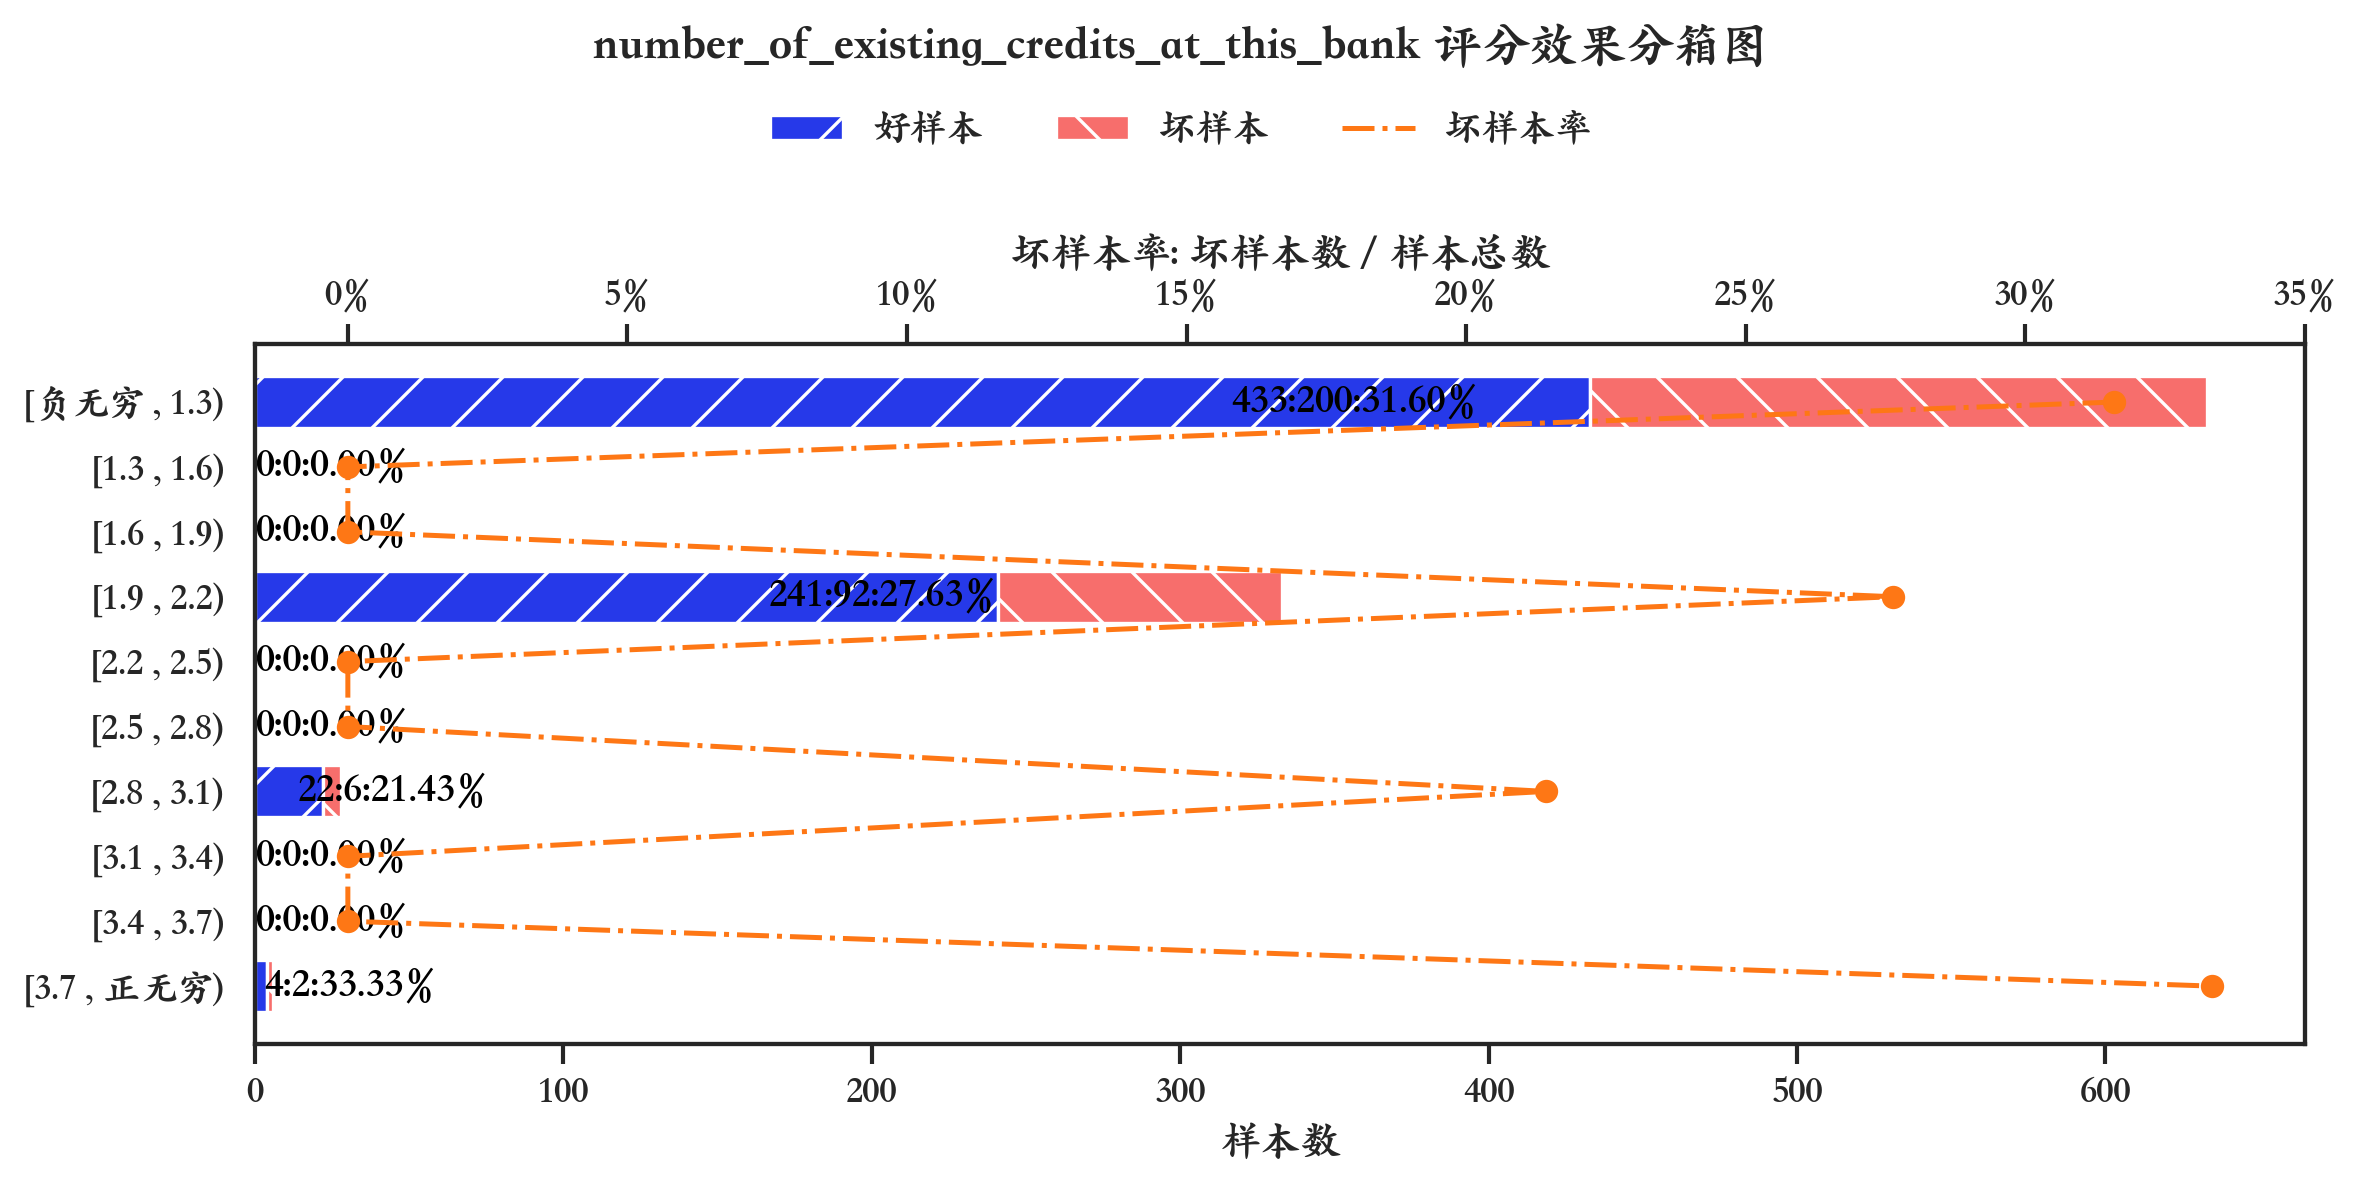 number_of_existing_credits_at_this_bank 评分效果分箱图
好样本 坏样本 坏样本率
坏样本率: 坏样本数 / 样本总数
0% 5% 10% 15% 20% 25% 30% 35%
[负无穷 , 1.3) 433:200:31.60%
[1.3 , 1.6) 0:0:0.00%
[1.6 , 1.9) 0:0:0.00%
[1.9 , 2.2) 241:92:27.63%
[2.2 , 2.5) 0:0:0.00%
[2.5 , 2.8) 0:0:0.00%
[2.8 , 3.1) 22:6:21.43%
[3.1 , 3.4) 0:0:0.00%
[3.4 , 3.7) 0:0:0.00%
[3.7 , 正无穷) 4:2:33.33%
0 100 200 300 400 500 600
样本数